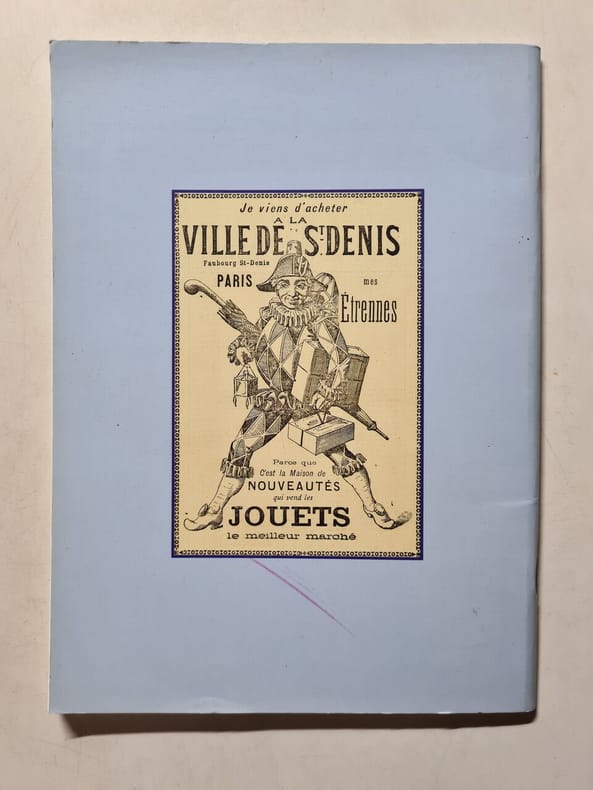 Je viens d'acheter
A LA
VILLE DE ST DENIS
Faubourg St-Denis
PARIS
mes
Étrennes
Parce que
C'est la Maison de
NOUVEAUTÉS
qui vend les
JOUETS
le meilleur marché